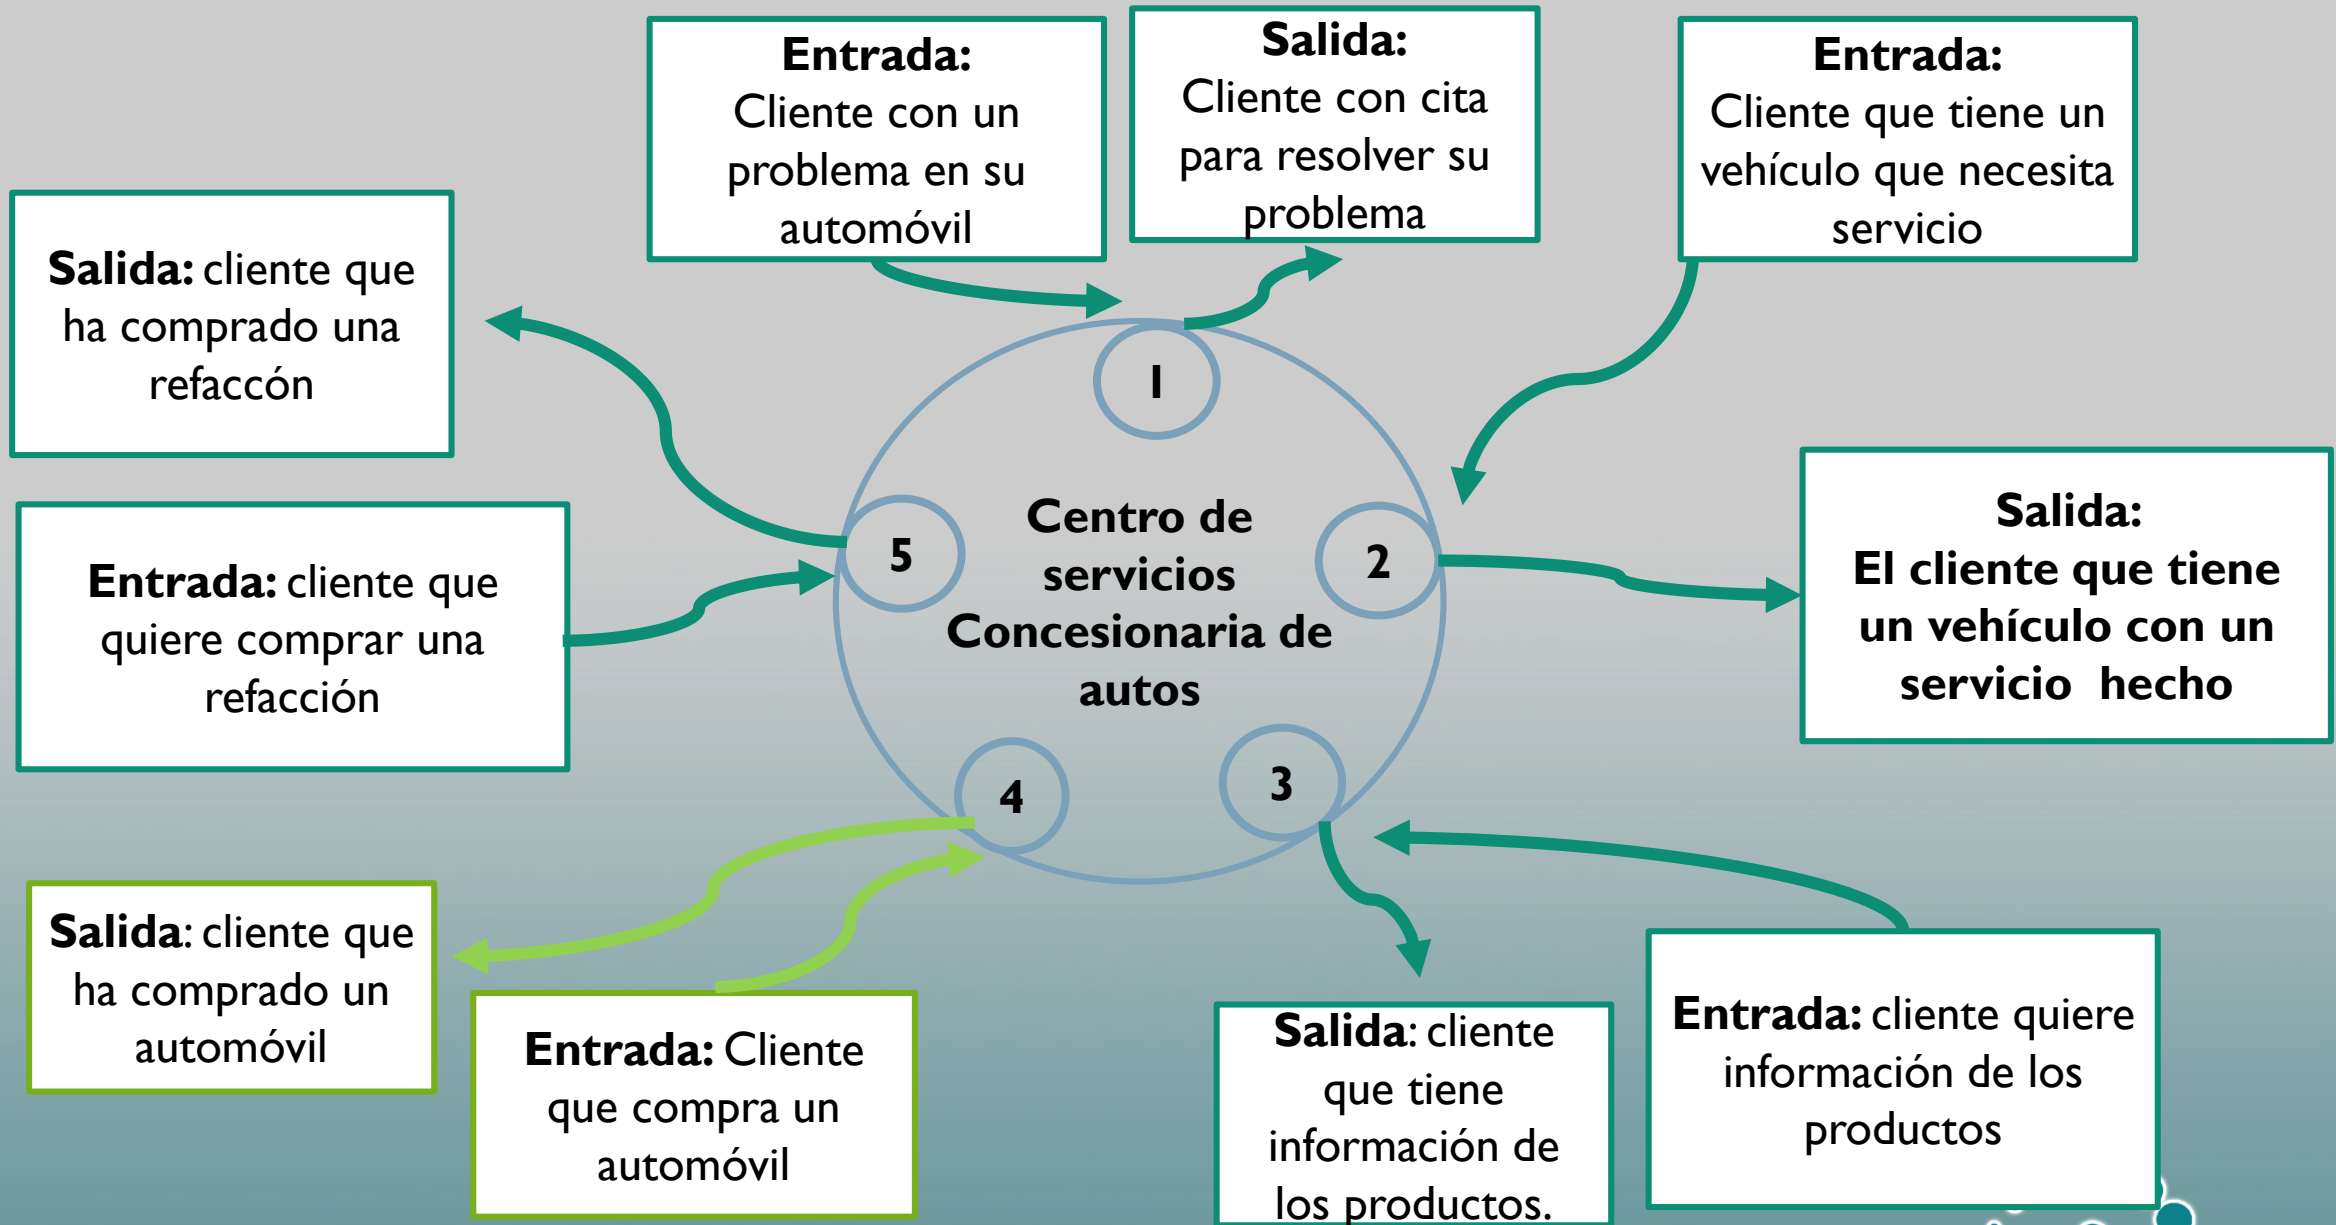 Entrada:
Cliente con un
problema en su
automóvil
Salida:
Cliente con cita
para resolver su
problema
Entrada:
Cliente que tiene un
vehículo que necesita
servicio
Salida: cliente que
ha comprado una
refaccón
1
Centro de
servicios
Concesionaria de
autos
5
2
Salida:
El cliente que tiene
un vehículo con un
servicio hecho
Entrada: cliente que
quiere comprar una
refacción
4
3
Salida: cliente que
ha comprado un
automóvil
Entrada: Cliente
que compra un
automóvil
Salida: cliente
que tiene
información de
los productos.
Entrada: cliente quiere
información de los
productos